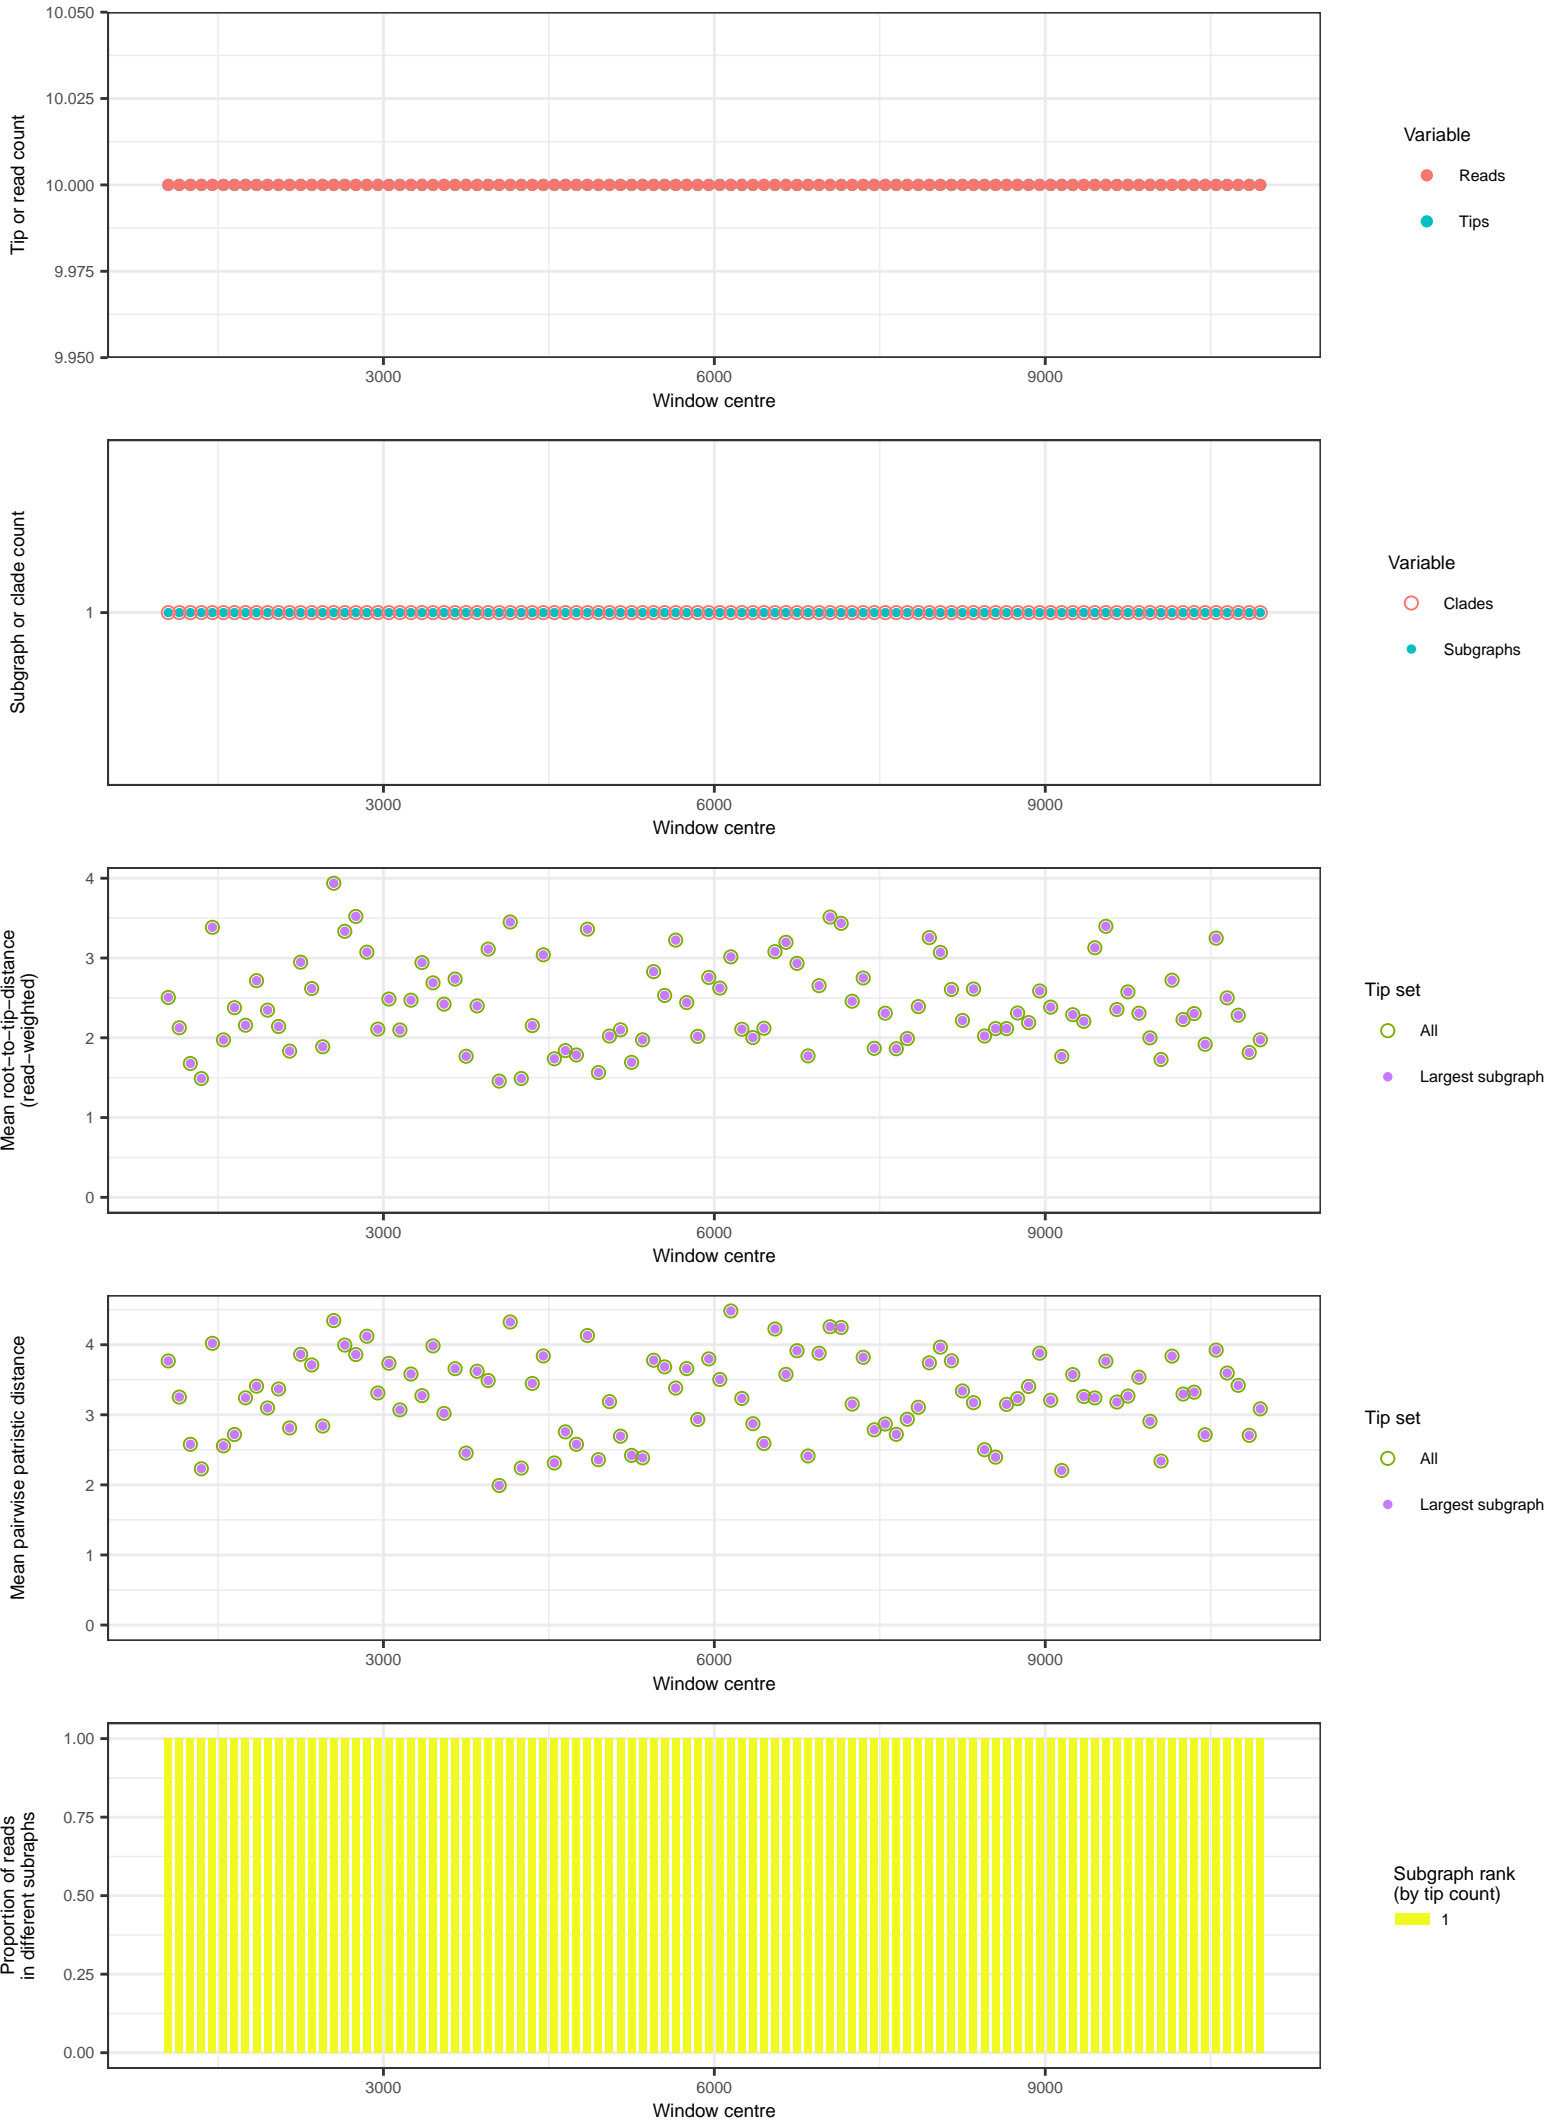 10.050
10.025
10.000
9.975
9.950
Tip or read count
3000
6000
9000
Window centre
Variable
Reads
Tips
1
Subgraph or clade count
3000
6000
9000
Window centre
Variable
Clades
Subgraphs
4
3
2
1
0
Mean root−to−tip−distance
(read−weighted)
3000
6000
9000
Window centre
Tip set
All
Largest subgraph
4
3
2
1
0
Mean pairwise patristic distance
3000
6000
9000
Window centre
Tip set
All
Largest subgraph
1.00
0.75
0.50
0.25
0.00
Proportion of reads
in different subraphs
3000
6000
9000
Window centre
Subgraph rank
(by tip count)
1